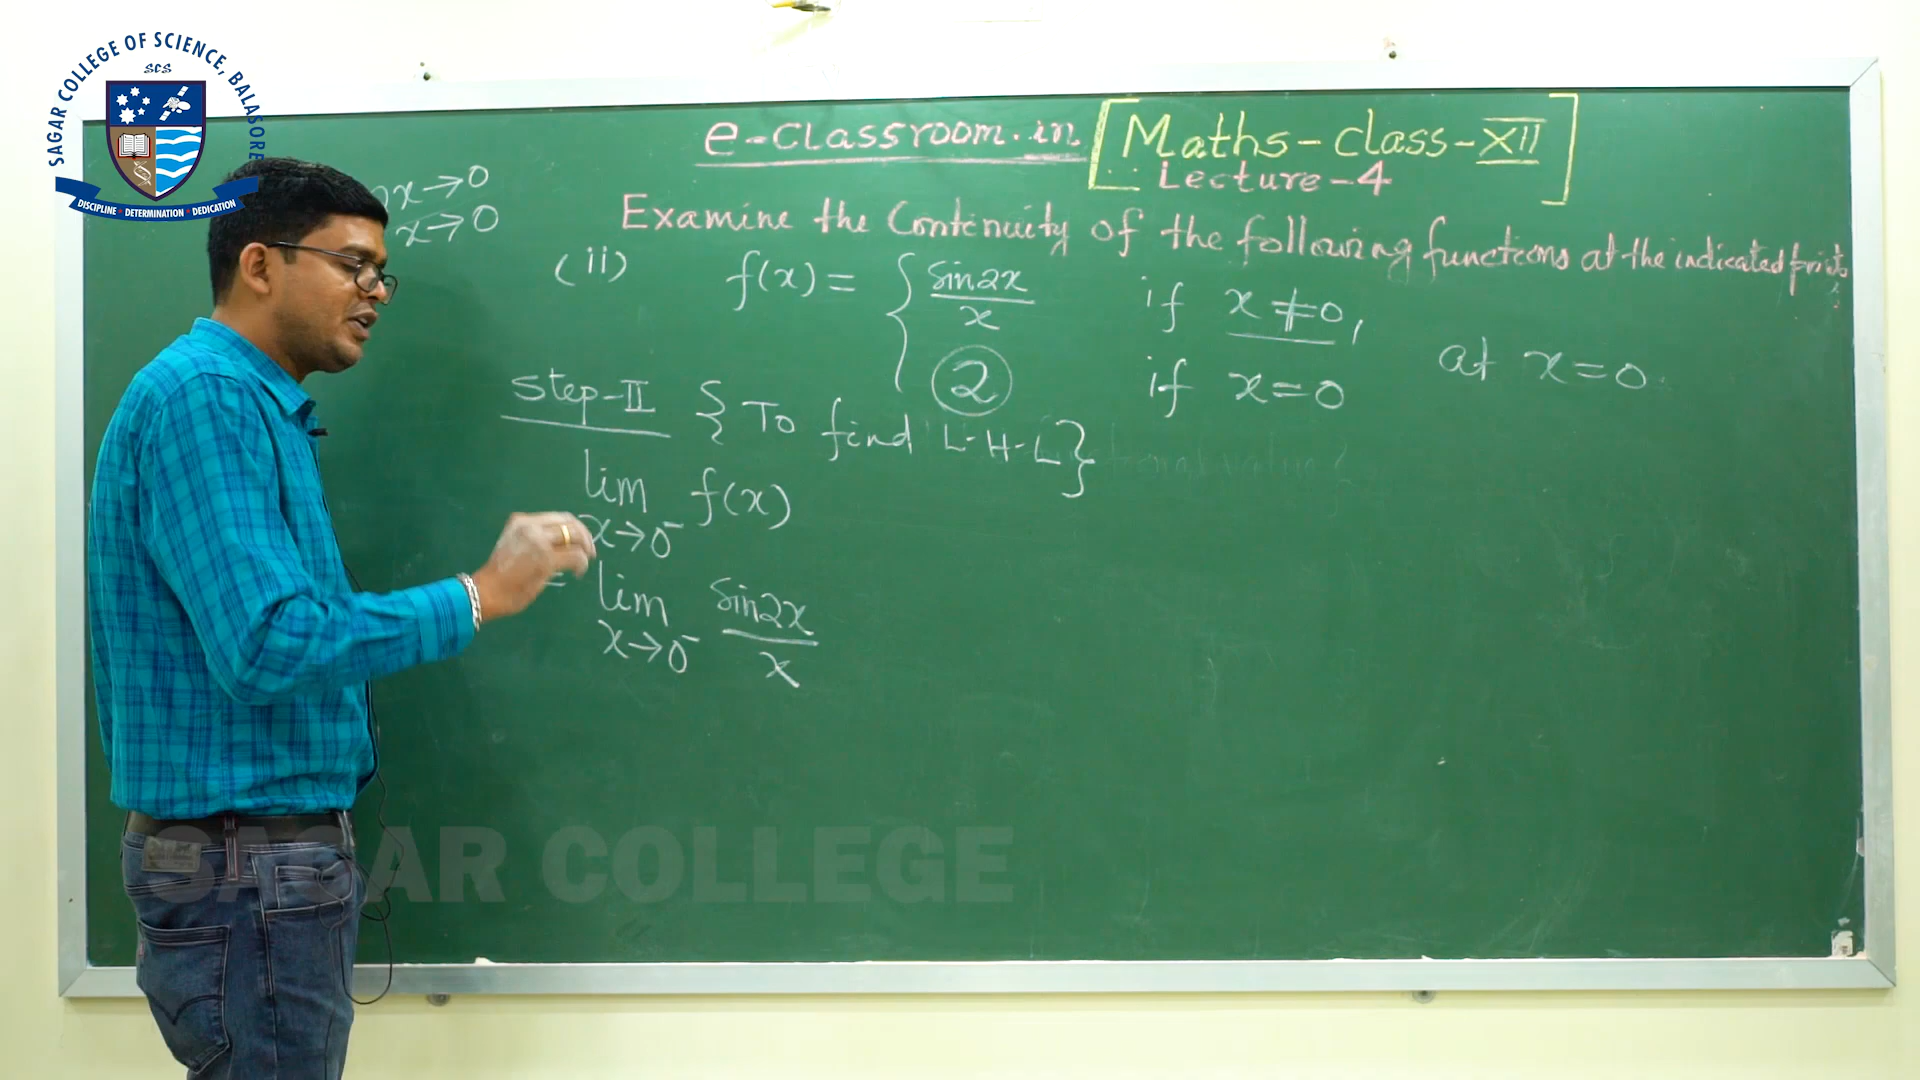 SAGAR COLLEGE OF SCIENCE, BALASORE
SCS
DISCIPLINE • DETERMINATION • DEDICATION
e-classroom.in
[Maths-class-XII
Lecture-4]
x→0
x→0
Examine the Continuity of the following functions at the indicated points
(ii) f(x) = { sin2x/x if x≠0,
2 if x=0
at x=0
Step-II {To find L-H-L}
lim x→0⁻ f(x)
= lim x→0⁻ sin2x/x
SAGAR COLLEGE